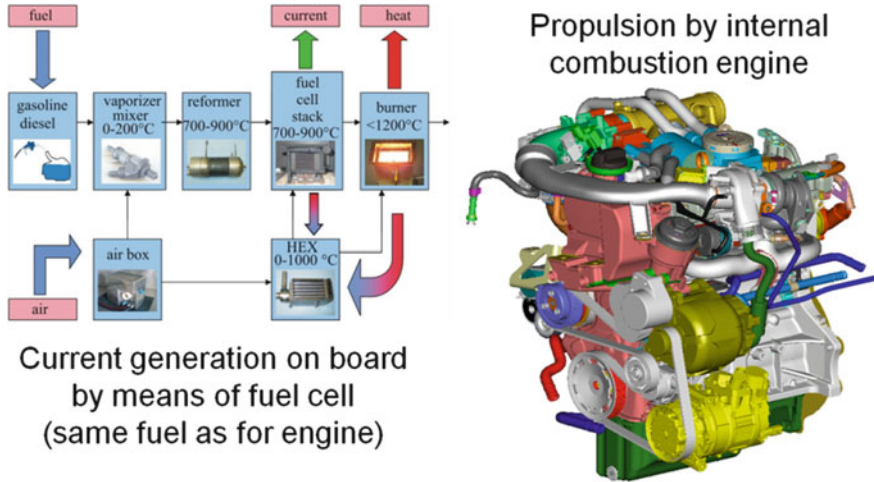 fuel
current
heat
gasoline
diesel
vaporizer
mixer
0-200°C
reformer
700-900°C
fuel
cell
stack
700-900°C
burner
<1200°C
air box
HEX
0-1000 °C
air
Current generation on board
by means of fuel cell
(same fuel as for engine)
Propulsion by internal
combustion engine